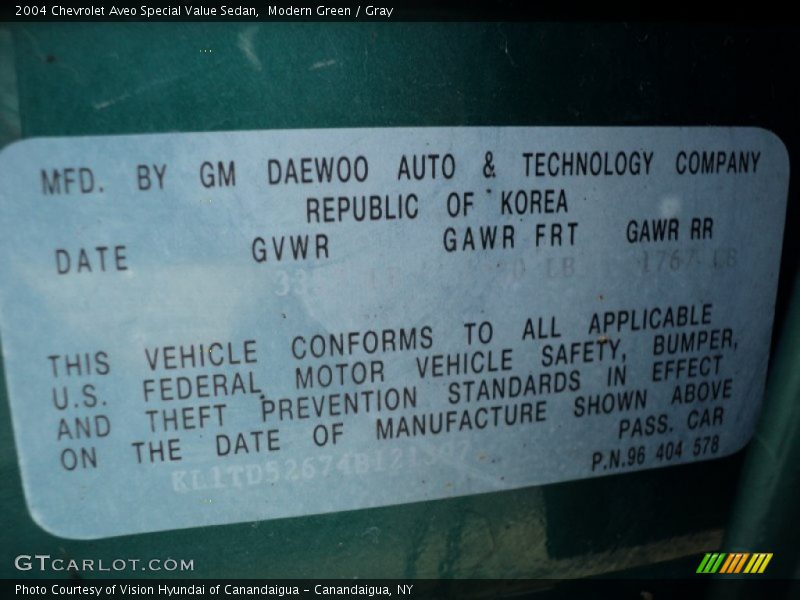 2004 Chevrolet Aveo Special Value Sedan,  Modern Green / Gray
MFD. BY GM DAEWOO AUTO & TECHNOLOGY COMPANY
REPUBLIC OF KOREA
DATE GVWR GAWR FRT GAWR RR
LB 1767 LB
THIS VEHICLE CONFORMS TO ALL APPLICABLE
U.S. FEDERAL MOTOR VEHICLE SAFETY, BUMPER,
AND THEFT PREVENTION STANDARDS IN EFFECT
ON THE DATE OF MANUFACTURE SHOWN ABOVE
PASS. CAR
P.N.96 404 578
GTCARLOT.COM
Photo Courtesy of Vision Hyundai of Canandaigua - Canandaigua, NY